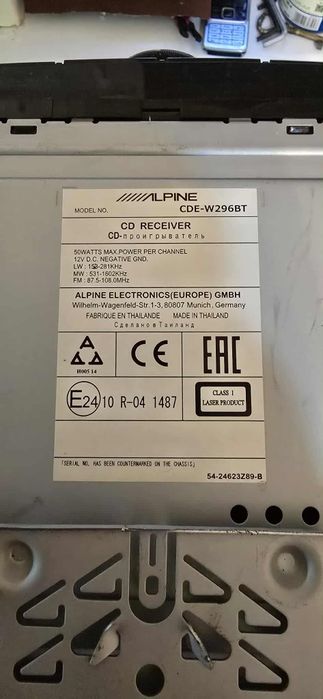 ALPINE
MODEL NO. CDE-W296BT
CD RECEIVER
CD-проигрыватель
50WATTS MAX.POWER PER CHANNEL
12V D.C. NEGATIVE GND.
LW : 153-281KHz
MW : 531-1602KHz
FM : 87.5-108.0MHz
ALPINE ELECTRONICS(EUROPE) GMBH
Wilhelm-Wagenfeld-Str.1-3, 80807 Munich, Germany
FABRIQUE EN THAILANDE MADE IN THAILAND
Сделано в Таиланд
H005 14
CE
EAC
E24 10 R-04 1487
CLASS 1
LASER PRODUCT
(SERIAL NO. HAS BEEN COUNTERMARKED ON THE CHASSIS)
54-24623Z89-B